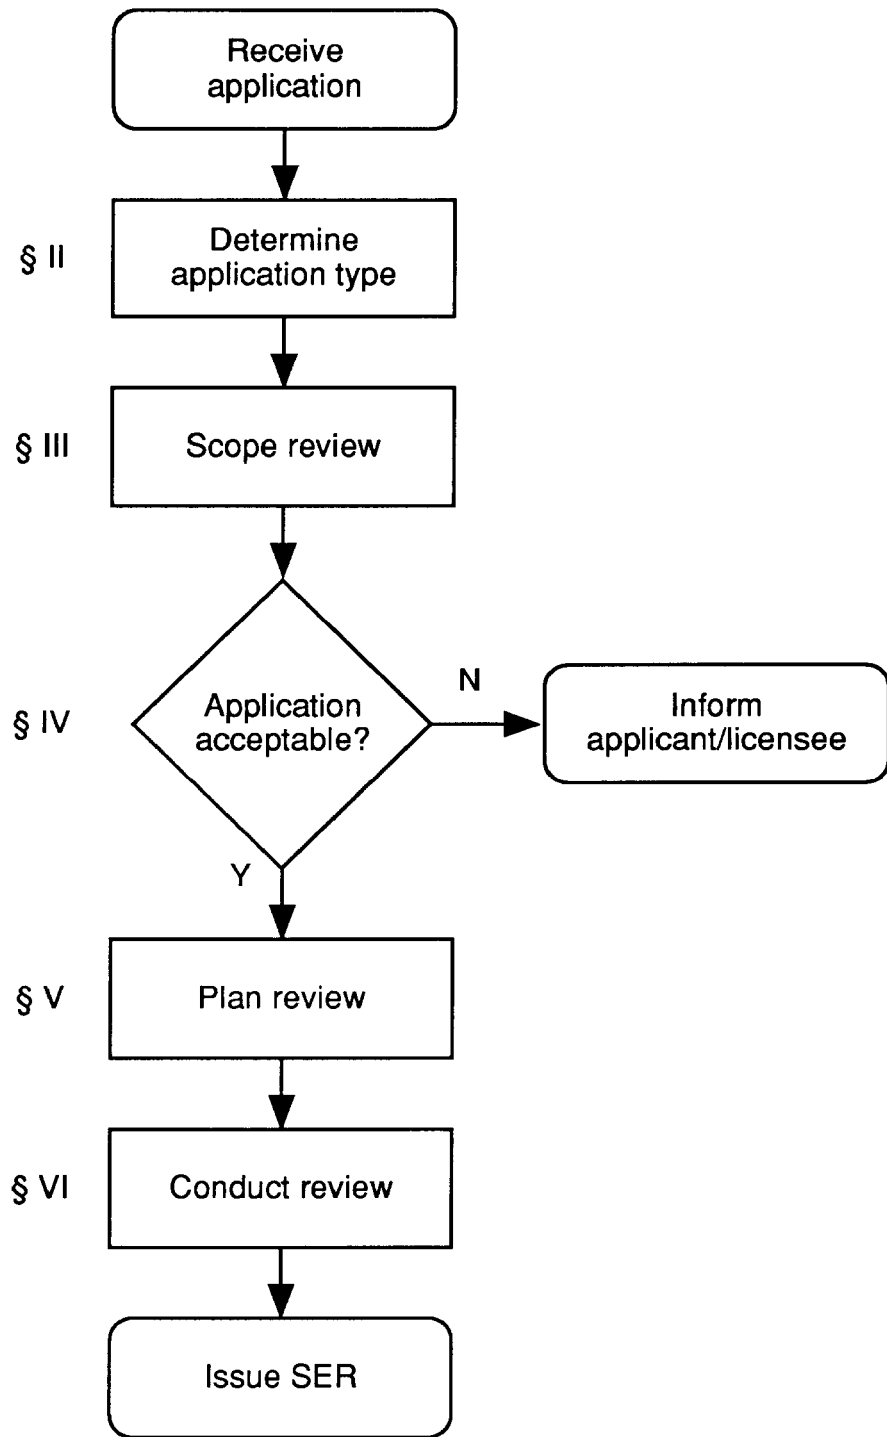 Receive
application
§ II
Determine
application type
§ III
Scope review
§ IV
Application
acceptable?
N
Inform
applicant/licensee
Y
§ V
Plan review
§ VI
Conduct review
Issue SER